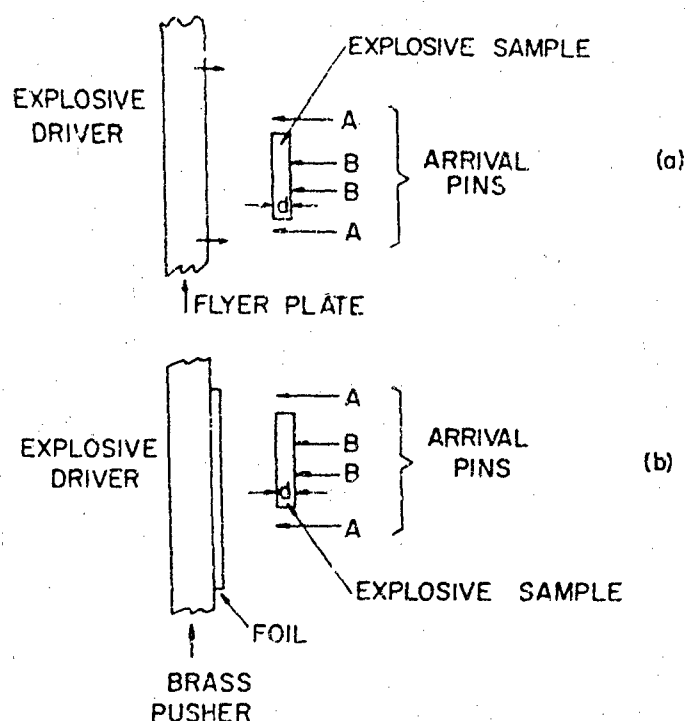 EXPLOSIVE SAMPLE
EXPLOSIVE
DRIVER
A
B
B
d
A
ARRIVAL
PINS
(a)
FLYER PLATE
A
EXPLOSIVE
DRIVER
B
B
d
A
ARRIVAL
PINS
(b)
EXPLOSIVE SAMPLE
FOIL
BRASS
PUSHER